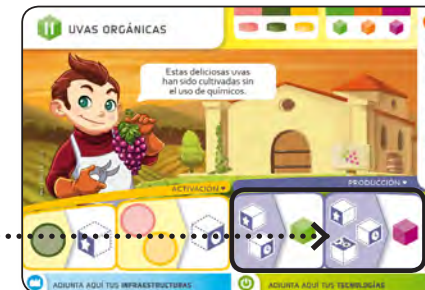 UVAS ORGÁNICAS
Estas deliciosas uvas
han sido cultivadas sin
el uso de químicos.
ACTIVACIÓN
PRODUCCIÓN
ADJUNTA AQUÍ TUS INFRAESTRUCTURAS
ADJUNTA AQUÍ TUS TECNOLOGÍAS